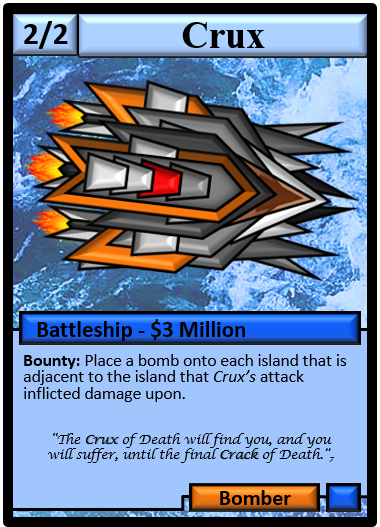 2/2
Crux
Battleship - $3 Million
Bounty: Place a bomb onto each island that is
adjacent to the island that Crux's attack
inflicted damage upon.
"The Crux of Death will find you, and you
will suffer, until the final Crack of Death.",
Bomber